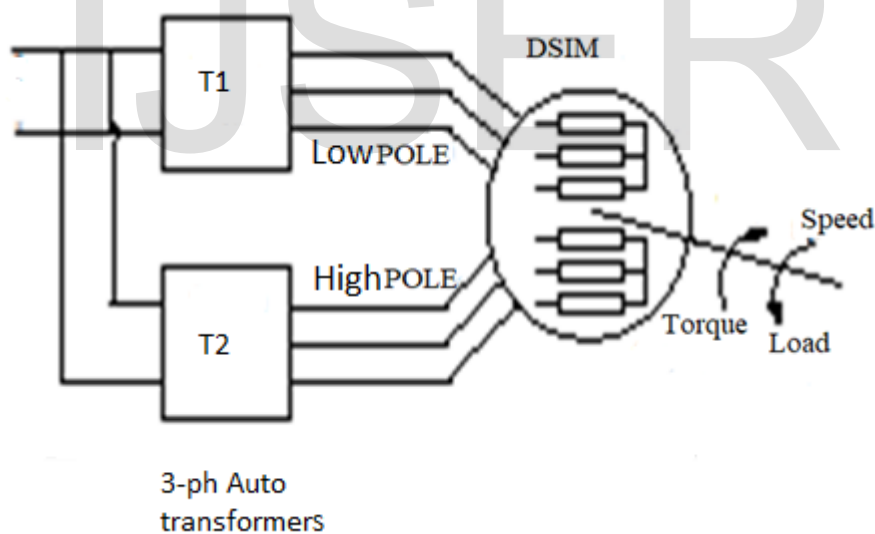 IJSER
DSIM
T1
LowPOLE
Speed
HighPOLE
Torque
T2
Load
3-ph Auto
transformers